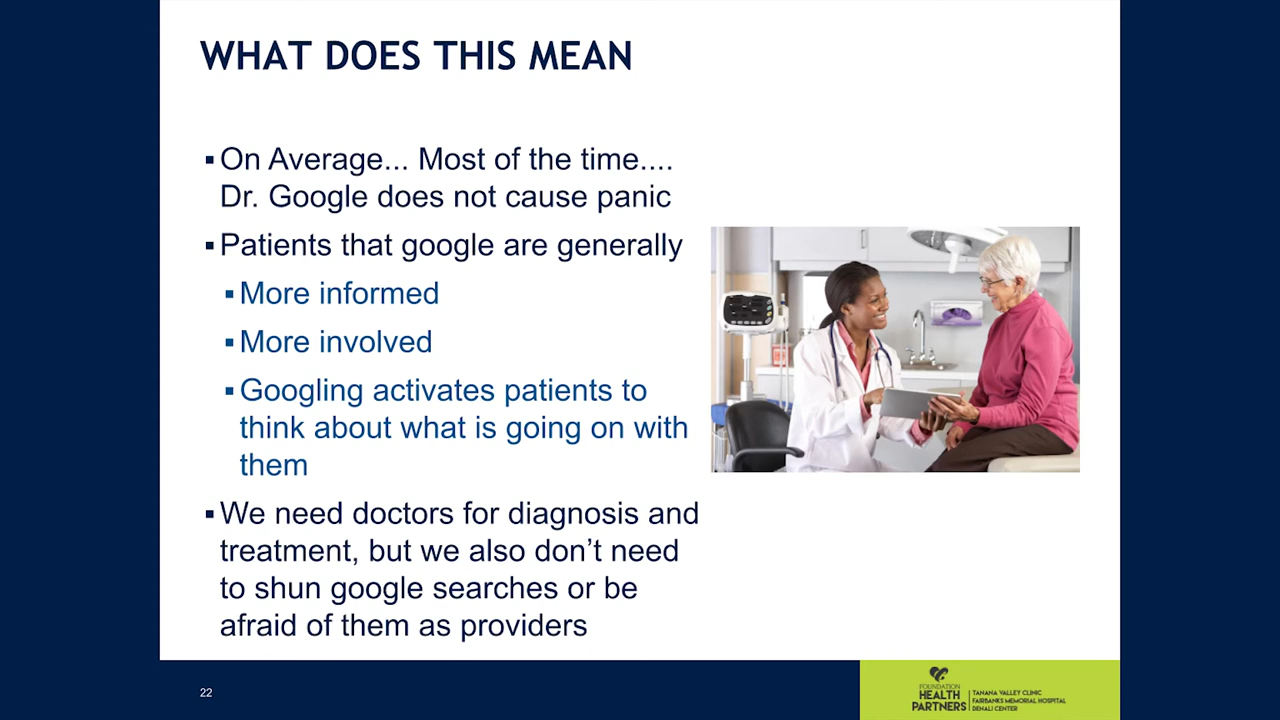 WHAT DOES THIS MEAN
▪On Average... Most of the time....
Dr. Google does not cause panic
▪Patients that google are generally
▪More informed
▪More involved
▪Googling activates patients to
think about what is going on with
them
▪We need doctors for diagnosis and
treatment, but we also don’t need
to shun google searches or be
afraid of them as providers
22
FOUNDATION
HEALTH
PARTNERS
TANANA VALLEY CLINIC
FAIRBANKS MEMORIAL HOSPITAL
DENALI CENTER